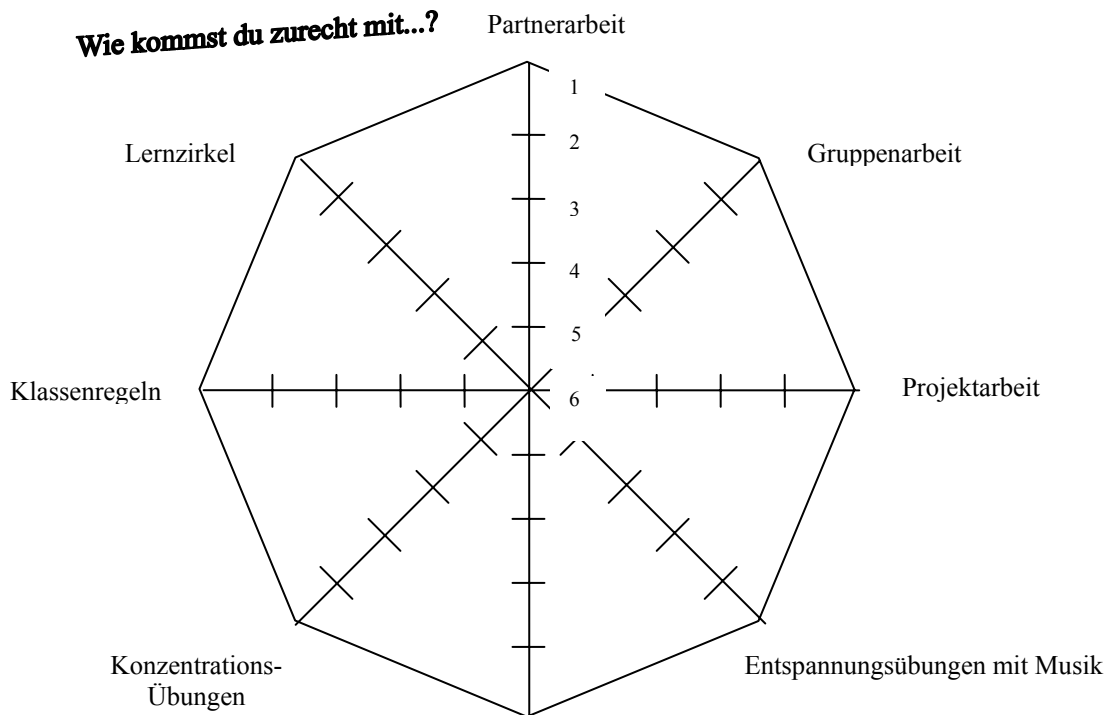 Wie kommst du zurecht mit...?
Partnerarbeit
1
2
3
4
5
6
Lernzirkel
Gruppenarbeit
Klassenregeln
Projektarbeit
Konzentrations-
Übungen
Entspannungsübungen mit Musik